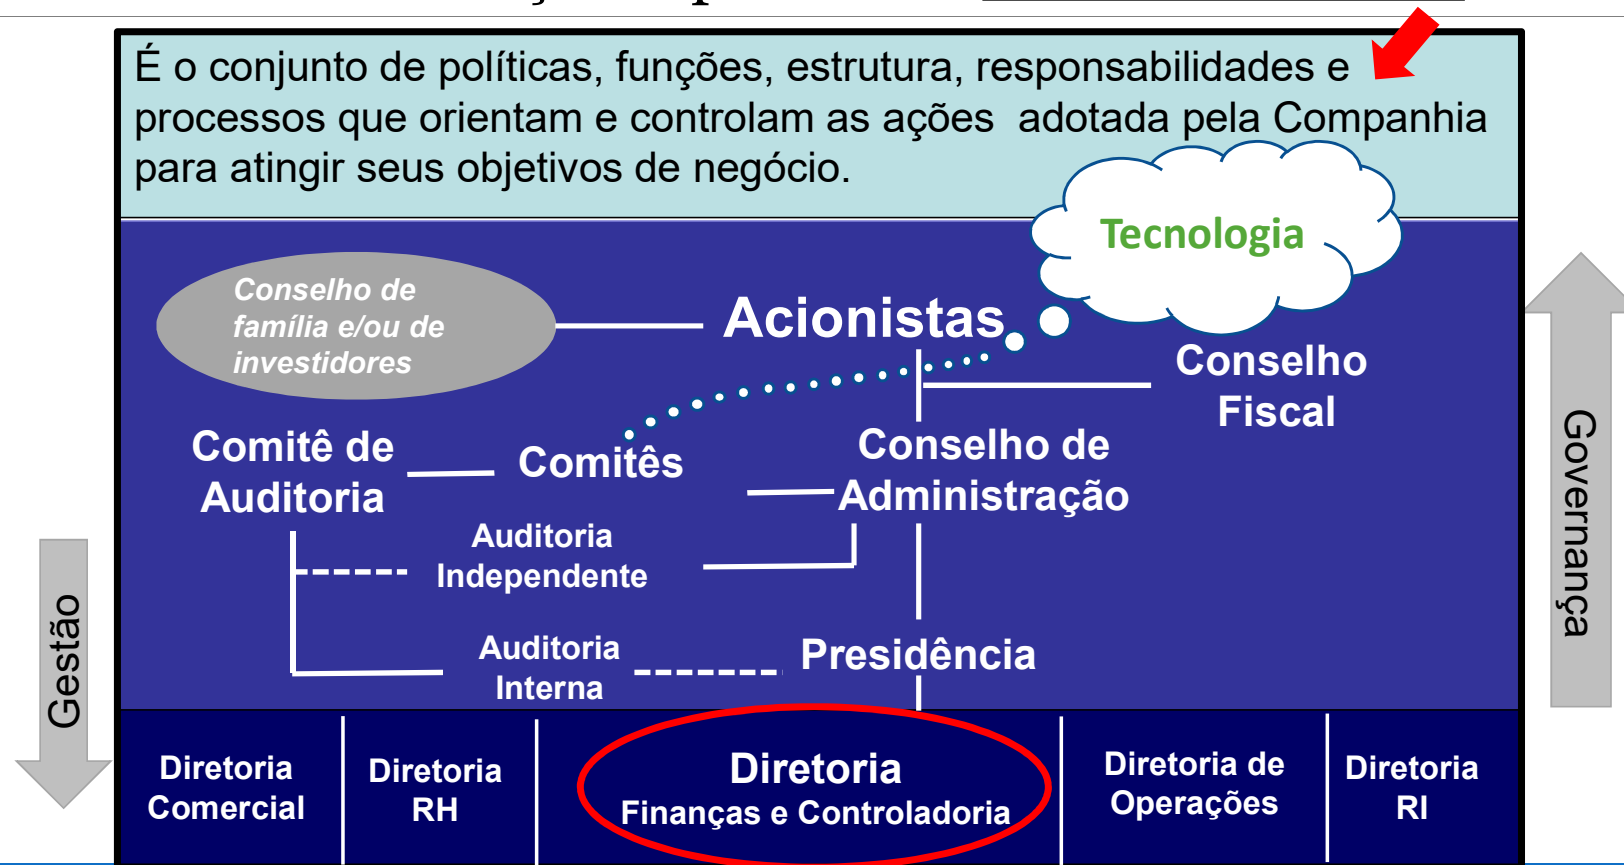 É o conjunto de políticas, funções, estrutura, responsabilidades e
processos que orientam e controlam as ações adotada pela Companhia
para atingir seus objetivos de negócio.
Tecnologia
Conselho de
família e/ou de
investidores
Acionistas
Conselho
Fiscal
Comitê de
Auditoria
Comitês
Conselho de
Administração
Auditoria
Independente
Auditoria
Interna
Presidência
Gestão
Governança
Diretoria
Comercial
Diretoria
RH
Diretoria
Finanças e Controladoria
Diretoria de
Operações
Diretoria
RI